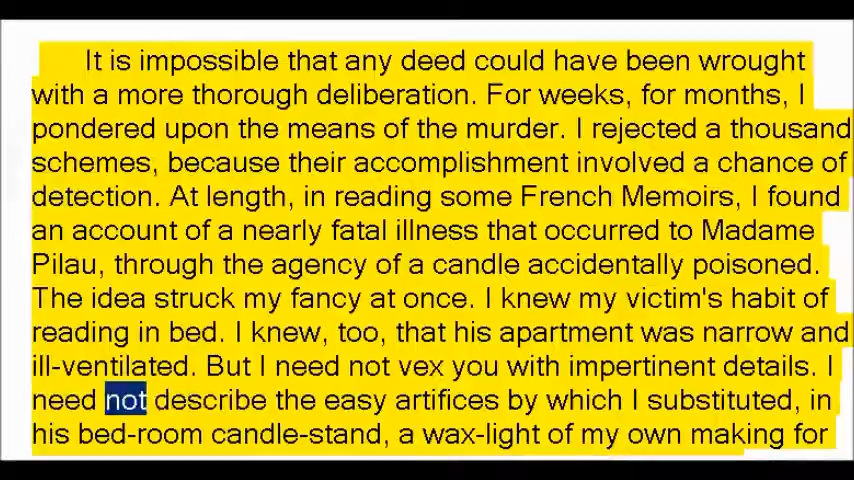 It is impossible that any deed could have been wrought
with a more thorough deliberation. For weeks, for months, I
pondered upon the means of the murder. I rejected a thousand
schemes, because their accomplishment involved a chance of
detection. At length, in reading some French Memoirs, I found
an account of a nearly fatal illness that occurred to Madame
Pilau, through the agency of a candle accidentally poisoned.
The idea struck my fancy at once. I knew my victim's habit of
reading in bed. I knew, too, that his apartment was narrow and
ill-ventilated. But I need not vex you with impertinent details. I
need not describe the easy artifices by which I substituted, in
his bed-room candle-stand, a wax-light of my own making for